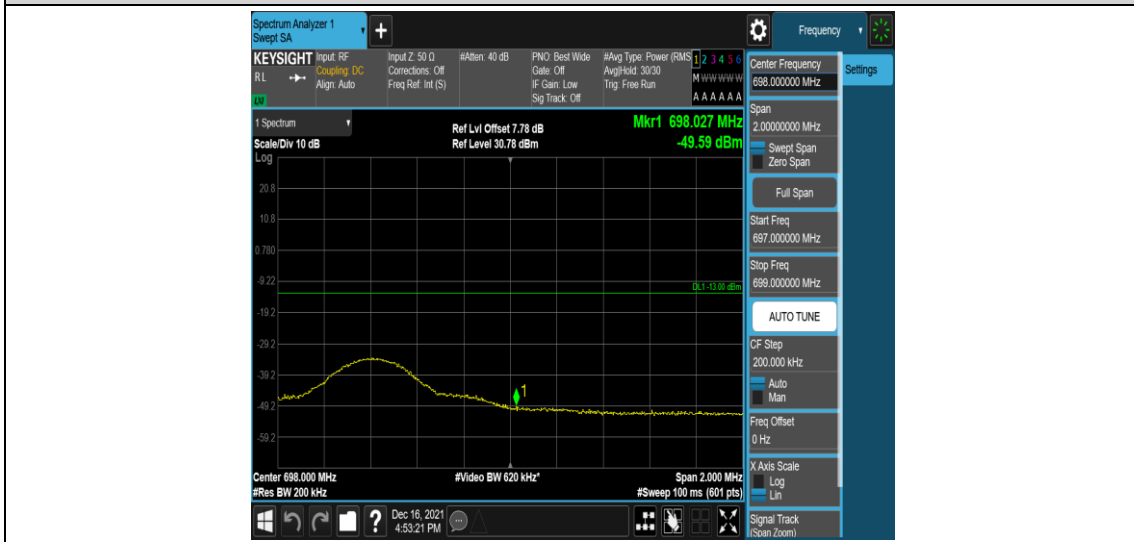 Spectrum Analyzer 1
Swept SA
+
Frequency
KEYSIGHT
RL
LXI
Input: RF
Coupling: DC
Align: Auto
Input Z: 50 Ω
Corrections: Off
Freq Ref: Int (S)
#Atten: 40 dB
PNO: Best Wide
Gate: Off
IF Gain: Low
Sig Track: Off
#Avg Type: Power (RMS
Avg|Hold: 30/30
Trig: Free Run
1 2 3 4 5 6
M W W W W W
A A A A A A
Center Frequency
698.000000 MHz
Settings
Span
2.00000000 MHz
Swept Span
Zero Span
Full Span
Start Freq
697.000000 MHz
Stop Freq
699.000000 MHz
AUTO TUNE
CF Step
200.000 kHz
Auto
Man
Freq Offset
0 Hz
X Axis Scale
Log
Lin
Signal Track
(Span Zoom)
1 Spectrum
Scale/Div 10 dB
Ref Lvl Offset 7.78 dB
Ref Level 30.78 dBm
Mkr1 698.027 MHz
-49.59 dBm
Log
20.8
10.8
0.780
-9.22
DL1 -13.00 dBm
-19.2
-29.2
-39.2
1
-49.2
-59.2
Center 698.000 MHz
#Video BW 620 kHz*
Span 2.000 MHz
#Res BW 200 kHz
#Sweep 100 ms (601 pts)
?
Dec 16, 2021
4:53:21 PM